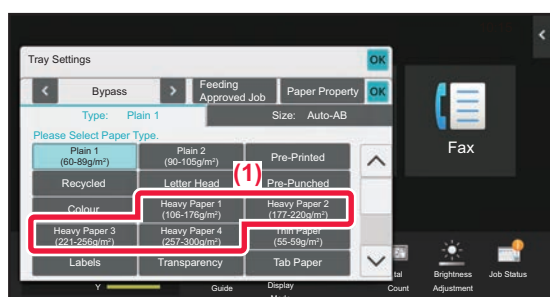 Tray Settings
OK
Bypass
Feeding
Approved Job
Paper Property
OK
Type: Plain 1
Size: Auto-AB
Please Select Paper Type.
Plain 1
(60-89g/m²)
Plain 2
(90-105g/m²)
Pre-Printed
Recycled
Letter Head
(1)
Pre-Punched
Colour
Heavy Paper 1
(106-176g/m²)
Heavy Paper 2
(177-220g/m²)
Heavy Paper 3
(221-256g/m²)
Heavy Paper 4
(257-300g/m²)
Thin Paper
(55-59g/m²)
Labels
Transparency
Tab Paper
Fax
Y
Guide
Display
Count
Brightness
Adjustment
Job Status